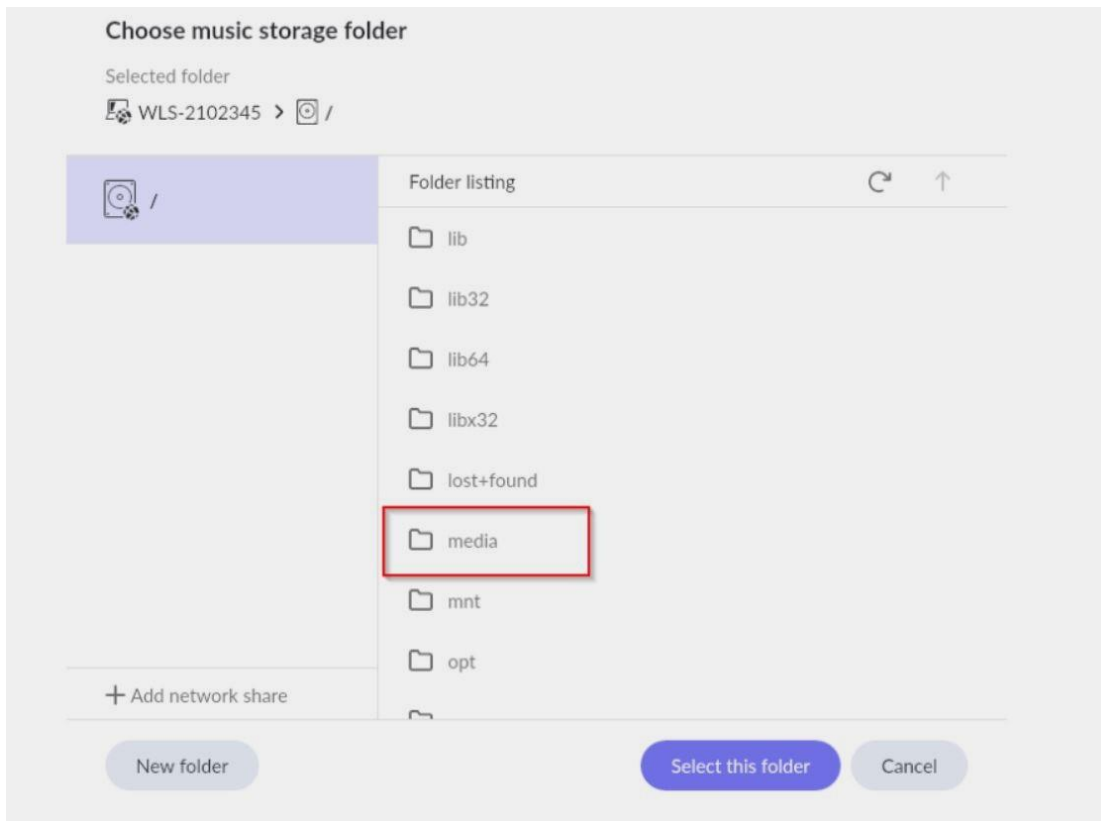 Choose music storage folder
Selected folder
WLS-2102345 > /
/
Folder listing
lib
lib32
lib64
libx32
lost+found
media
mnt
opt
+ Add network share
New folder
Select this folder
Cancel